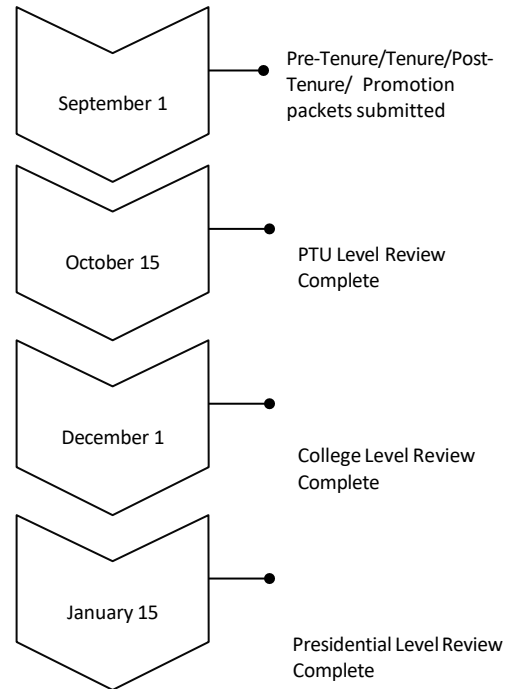 September 1
Pre-Tenure/Tenure/Post-
Tenure/ Promotion
packets submitted
October 15
PTU Level Review
Complete
December 1
College Level Review
Complete
January 15
Presidential Level Review
Complete